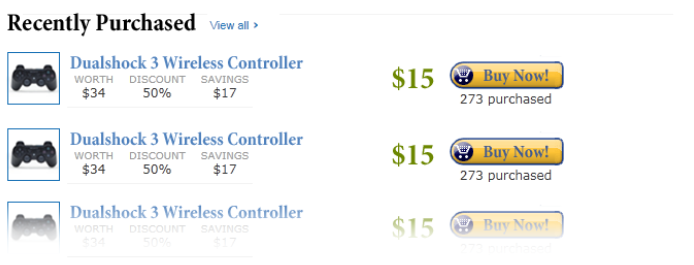 Recently Purchased View all >
Dualshock 3 Wireless Controller
WORTH DISCOUNT SAVINGS
$34 50% $17
$15 Buy Now!
273 purchased
Dualshock 3 Wireless Controller
WORTH DISCOUNT SAVINGS
$34 50% $17
$15 Buy Now!
273 purchased
Dualshock 3 Wireless Controller
WORTH DISCOUNT SAVINGS
$34 50% $17
$15 Buy Now!
273 purchased